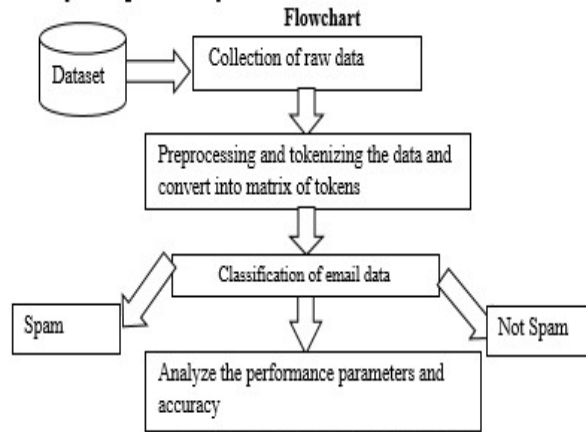 Flowchart
Dataset
Collection of raw data
Preprocessing and tokenizing the data and
convert into matrix of tokens
Classification of email data
Spam
Not Spam
Analyze the performance parameters and
accuracy